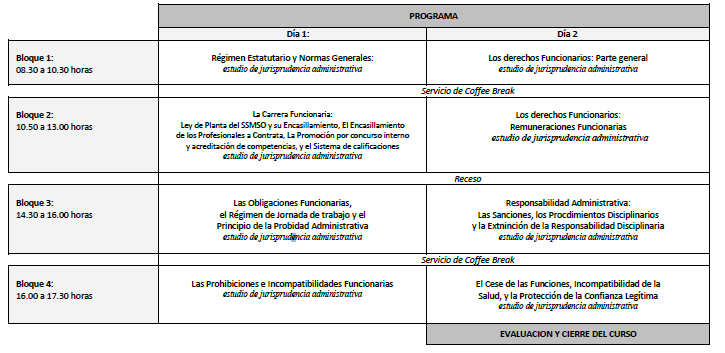 PROGRAMA
Día 1:
Día 2
Bloque 1:
08.30 a 10.30 horas
Régimen Estatutario y Normas Generales:
estudio de jurisprudencia administrativa
Los derechos Funcionarios: Parte general
estudio de jurisprudencia administrativa
Servicio de Coffee Break
Bloque 2:
10.50 a 13.00 horas
La Carrera Funcionaria:
Ley de Planta del SSMSO y su Encasillamiento, El Encasillamiento
de los Profesionales a Contrata, La Promoción por concurso interno
y acreditación de competencias, y el Sistema de calificaciones
estudio de jurisprudencia administrativa
Los derechos Funcionarios:
Remuneraciones Funcionarias
estudio de jurisprudencia administrativa
Receso
Bloque 3:
14.30 a 16.00 horas
Las Obligaciones Funcionarias,
el Régimen de Jornada de trabajo y el
Principio de la Probidad Administrativa
estudio de jurisprudencia administrativa
Responsabilidad Administrativa:
Las Sanciones, los Procdimientos Disciplinarios
y la Extninción de la Responsabilidad Disciplinaria
estudio de jurisprudencia administrativa
Servicio de Coffee Break
Bloque 4:
16.00 a 17.30 horas
Las Prohibiciones e Incompatibilidades Funcionarias
estudio de jurisprudencia administrativa
El Cese de las Funciones, Incompatibilidad de la
Salud, y la Protección de la Confianza Legítima
estudio de jurisprudencia administrativa
EVALUACION Y CIERRE DEL CURSO